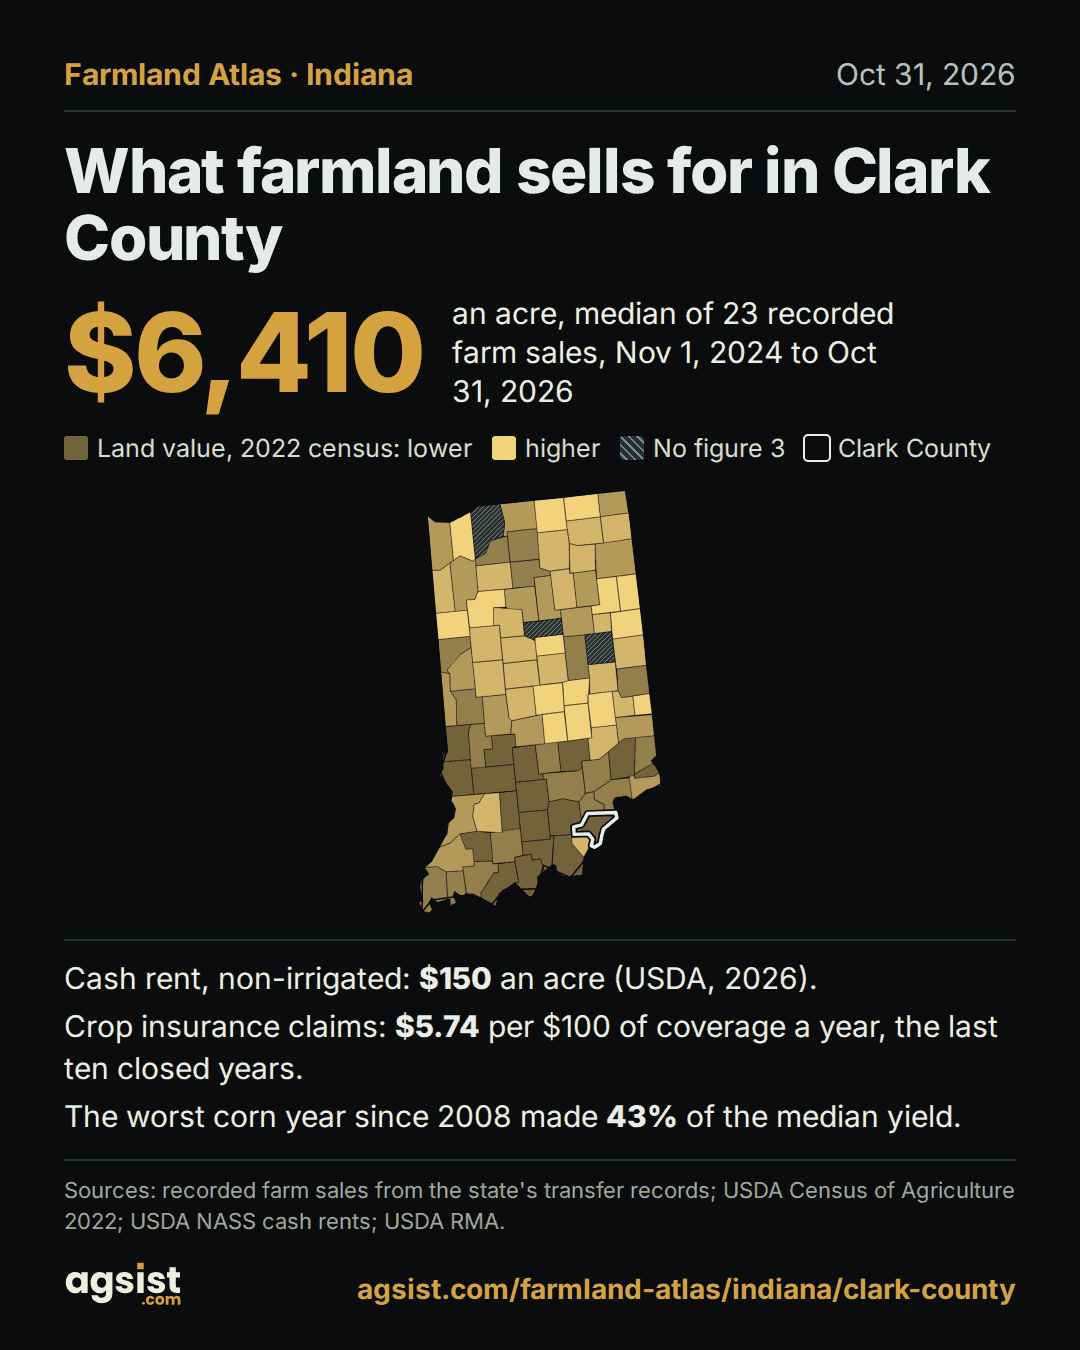 Farmland Atlas · Indiana
Oct 31, 2026
What farmland sells for in Clark
County
$6,410
an acre, median of 23 recorded
farm sales, Nov 1, 2024 to Oct
31, 2026
Land value, 2022 census: lower
higher
No figure 3
Clark County
Cash rent, non-irrigated: $150 an acre (USDA, 2026).
Crop insurance claims: $5.74 per $100 of coverage a year, the last
ten closed years.
The worst corn year since 2008 made 43% of the median yield.
Sources: recorded farm sales from the state's transfer records; USDA Census of Agriculture
2022; USDA NASS cash rents; USDA RMA.
agsist
.com
agsist.com/farmland-atlas/indiana/clark-county